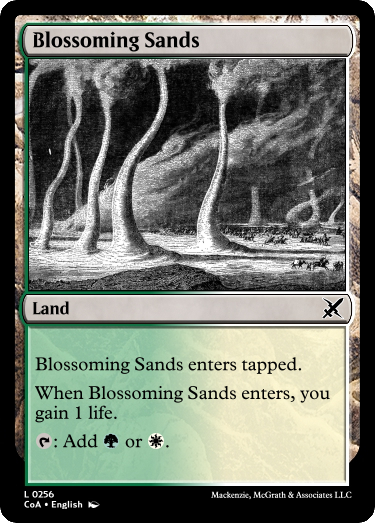 Blossoming Sands
Land
Blossoming Sands enters tapped.
When Blossoming Sands enters, you
gain 1 life.
: Add or .
L 0256
CoA • English
Mackenzie, McGrath & Associates LLC